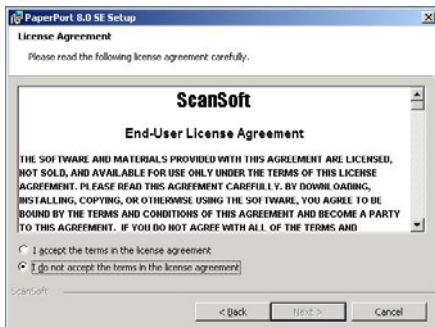 PaperPort 8.0 SE Setup
License Agreement
Please read the following license agreement carefully.
ScanSoft
End-User License Agreement
THE SOFTWARE AND MATERIALS PROVIDED WITH THIS AGREEMENT ARE LICENSED,
NOT SOLD, AND AVAILABLE FOR USE ONLY UNDER THE TERMS OF THIS LICENSE
AGREEMENT. PLEASE READ THIS AGREEMENT CAREFULLY. BY DOWNLOADING,
INSTALLING, COPYING, OR OTHERWISE USING THE SOFTWARE, YOU AGREE TO BE
BOUND BY THE TERMS AND CONDITIONS OF THIS AGREEMENT AND BECOME A PARTY
TO THIS AGREEMENT. IF YOU DO NOT AGREE WITH ALL OF THE TERMS AND
I accept the terms in the license agreement
I do not accept the terms in the license agreement
ScanSoft
< Back Next > Cancel